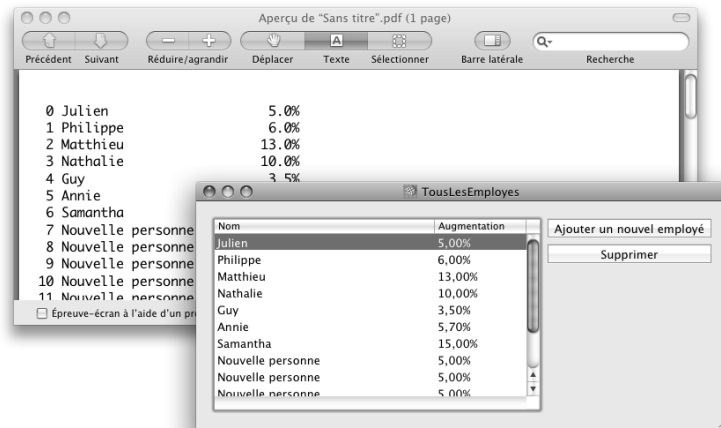 Aperçu de “Sans titre”.pdf (1 page)
Précédent Suivant Réduire/agrandir Déplacer A Texte Sélectionner Barre latérale Recherche
0 Julien 5.0%
1 Philippe 6.0%
2 Matthieu 13.0%
3 Nathalie 10.0%
4 Guy 3.5%
5 Annie
6 Samantha
7 Nouvelle personne
8 Nouvelle personne
9 Nouvelle personne
10 Nouvelle personne
11 Nouvelle personne
Épreuve-écran à l’aide d’un pr
TousLesEmployes
Nom Augmentation
Julien 5,00%
Philippe 6,00%
Matthieu 13,00%
Nathalie 10,00%
Guy 3,50%
Annie 5,70%
Samantha 15,00%
Nouvelle personne 5,00%
Nouvelle personne 5,00%
Nouvelle personne 5,00%
Ajouter un nouvel employé
Supprimer